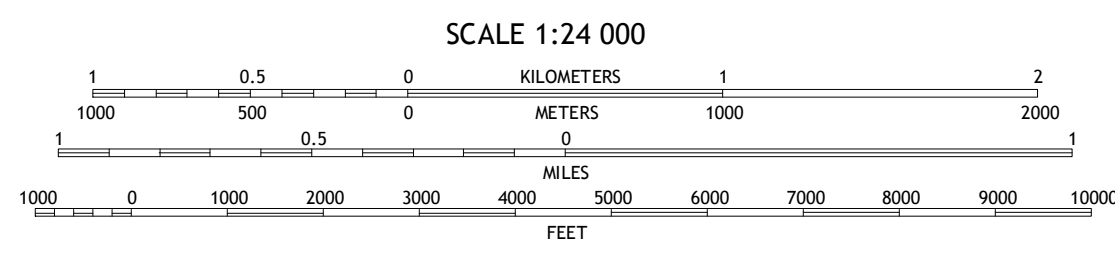 SCALE 1:24 000
1 0.5 0 KILOMETERS 1 2
1000 500 0 METERS 1000 2000
1 0.5 0 1
MILES
1000 0 1000 2000 3000 4000 5000 6000 7000 8000 9000 10000
FEET